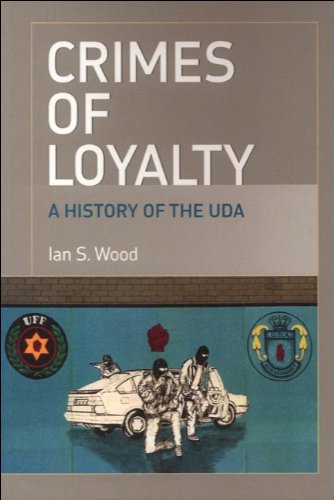 CRIMES
OF
LOYALTY
A HISTORY OF THE UDA
Ian S. Wood
UFF
U.D.A.